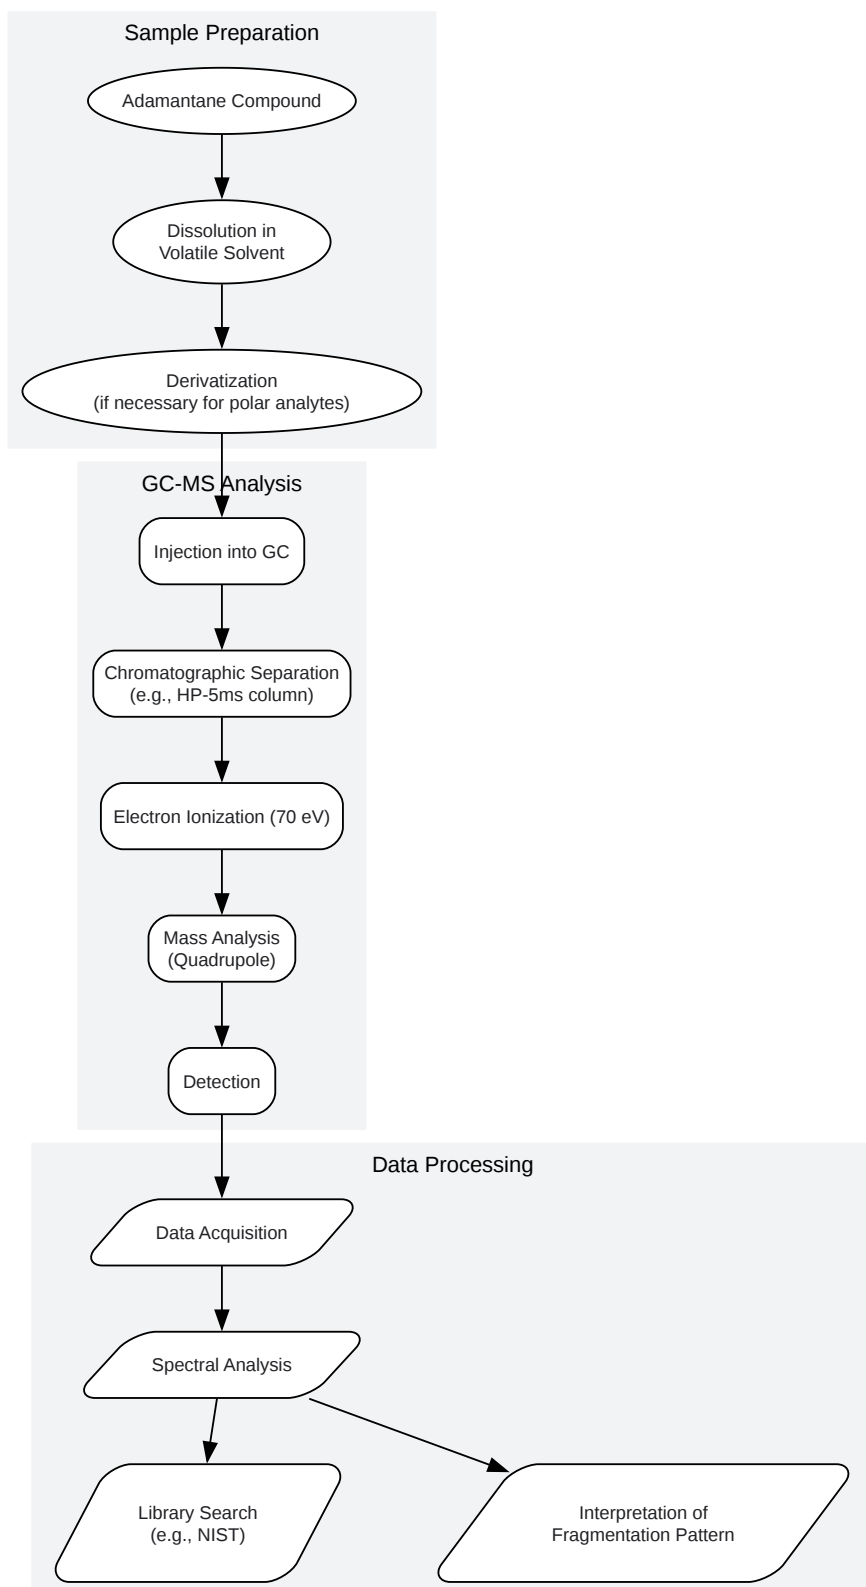 Sample Preparation
Adamantane Compound
Dissolution in
Volatile Solvent
Derivatization
(if necessary for polar analytes)
GC-MS Analysis
Injection into GC
Chromatographic Separation
(e.g., HP-5ms column)
Electron Ionization (70 eV)
Mass Analysis
(Quadrupole)
Detection
Data Processing
Data Acquisition
Spectral Analysis
Library Search
(e.g., NIST)
Interpretation of
Fragmentation Pattern